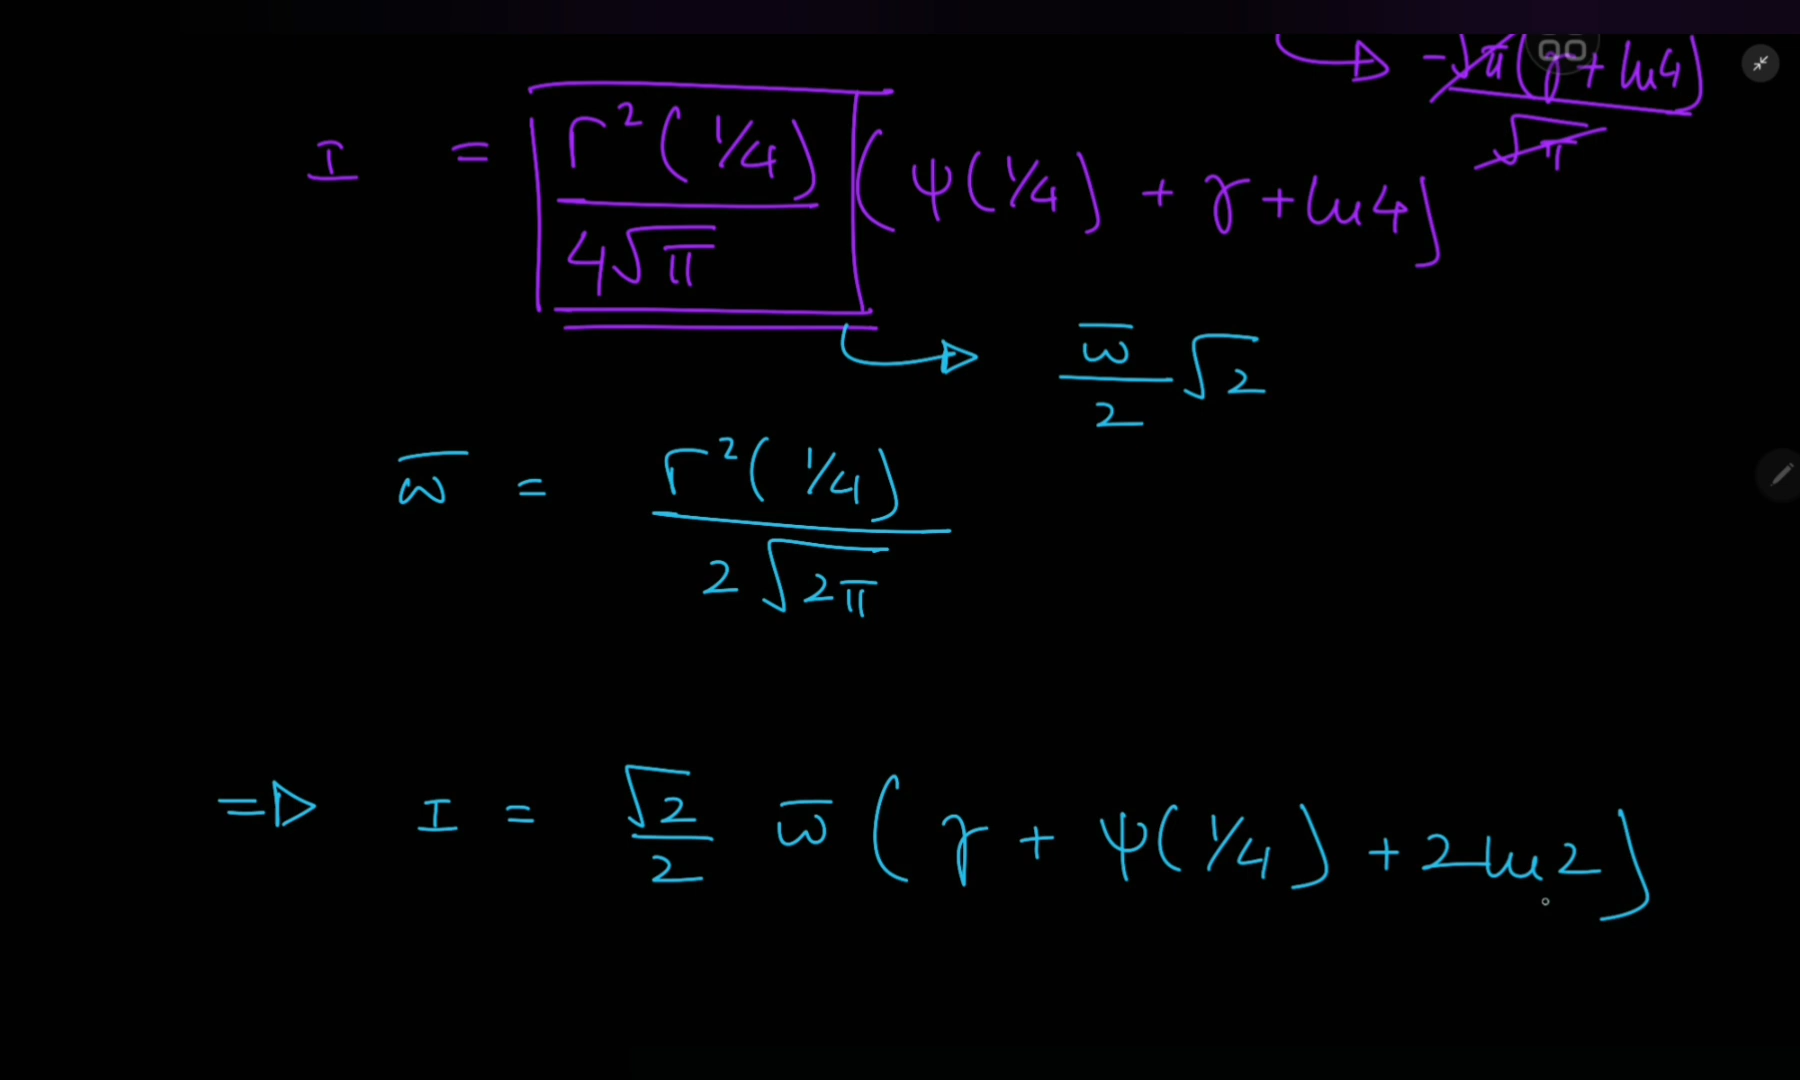 -√π(γ + ln4)
√π
I = Γ²(1/4)/4√π (ψ(1/4) + γ + ln4)
ϖ/2 √2
ϖ = Γ²(1/4)/2√2π
=> I = √2/2 ϖ (γ + ψ(1/4) + 2ln2)